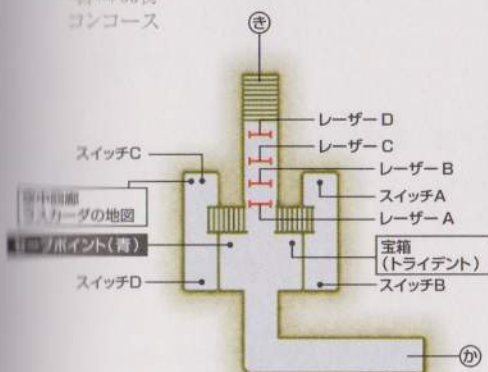 コンコース
き
レーザーD
レーザーC
スイッチC
レーザーB
スイッチA
スカーダの地図
レーザーA
ブポイント(青)
宝箱
(トライデント)
スイッチD
スイッチB
か